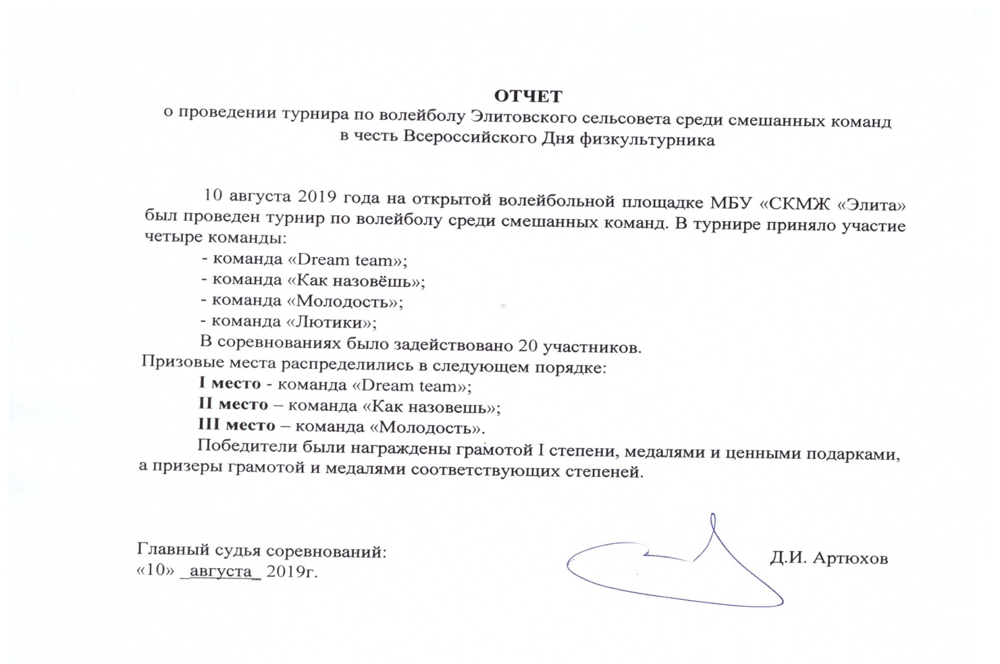 ОТЧЕТ
о проведении турнира по волейболу Элитовского сельсовета среди смешанных команд
в честь Всероссийского Дня физкультурника
10 августа 2019 года на открытой волейбольной площадке МБУ «СКМЖ «Элита»
был проведен турнир по волейболу среди смешанных команд. В турнире приняло участие
четыре команды:
- команда «Dream team»;
- команда «Как назовёшь»;
- команда «Молодость»;
- команда «Лютики»;
В соревнованиях было задействовано 20 участников.
Призовые места распределились в следующем порядке:
I место - команда «Dream team»;
II место – команда «Как назовешь»;
III место – команда «Молодость».
Победители были награждены грамотой I степени, медалями и ценными подарками,
а призеры грамотой и медалями соответствующих степеней.
Главный судья соревнований:
Д.И. Артюхов
«10» _августа_ 2019г.